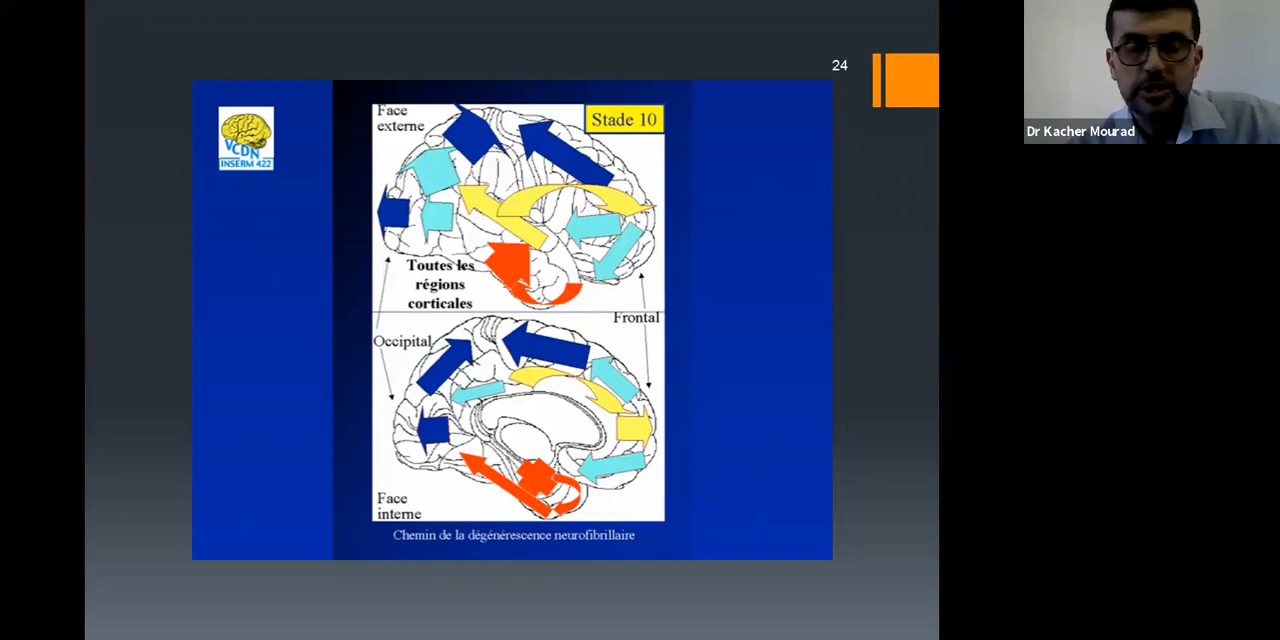 24
VCDN
INSERM 422
Face
externe
Stade 10
Toutes les
régions
corticales
Frontal
Occipital
Face
interne
Chemin de la dégénérescence neurofibrillaire
Dr Kacher Mourad